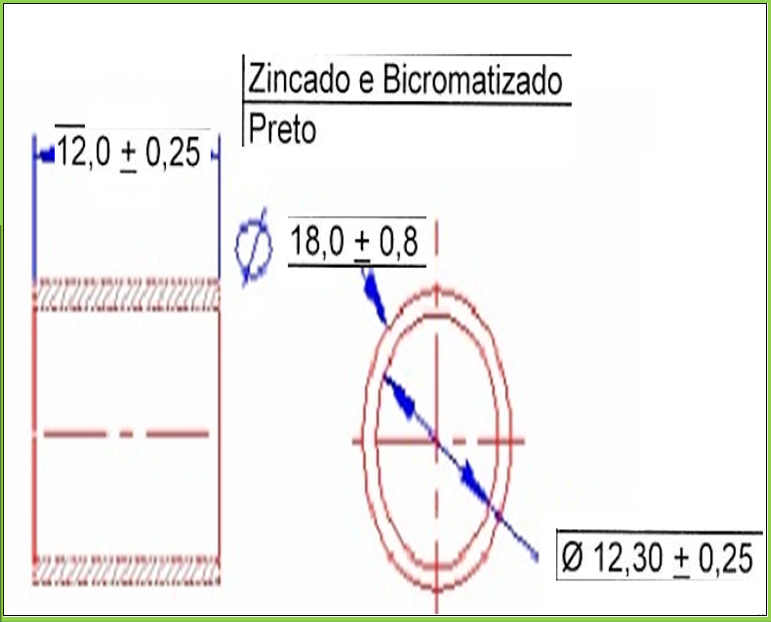 Zincado e Bicromatizado
Preto
12,0 ± 0,25
Ø 18,0 ± 0,8
Ø 12,30 ± 0,25